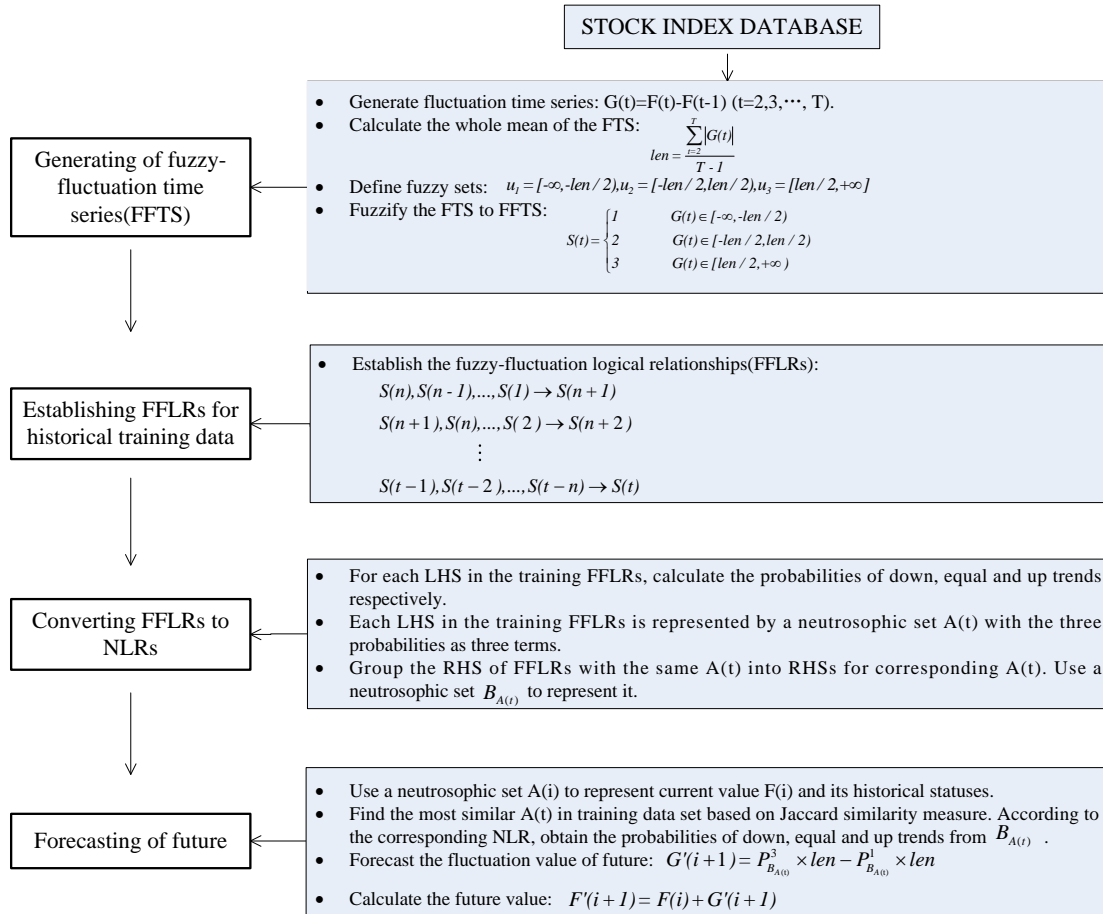 STOCK INDEX DATABASE
Generating of fuzzy-
fluctuation time
series(FFTS)
• Generate fluctuation time series: G(t)=F(t)-F(t-1) (t=2,3,⋯, T).
• Calculate the whole mean of the FTS: len = \frac{\sum_{t=2}^{T}|G(t)|}{T - 1}
• Define fuzzy sets: u₁ = [-∞,-len / 2),u₂ = [-len / 2,len / 2),u₃ = [len / 2,+∞]
• Fuzzify the FTS to FFTS:
S(t) = { 1 G(t) ∈ [-∞,-len / 2)
2 G(t) ∈ [-len / 2,len / 2)
3 G(t) ∈ [len / 2,+∞ )
Establishing FFLRs for
historical training data
• Establish the fuzzy-fluctuation logical relationships(FFLRs):
S(n),S(n - 1),...,S(1) → S(n + 1)
S(n + 1),S(n),...,S( 2 ) → S(n + 2 )
⋮
S(t − 1),S(t − 2 ),...,S(t − n) → S(t)
Converting FFLRs to
NLRs
• For each LHS in the training FFLRs, calculate the probabilities of down, equal and up trends
respectively.
• Each LHS in the training FFLRs is represented by a neutrosophic set A(t) with the three
probabilities as three terms.
• Group the RHS of FFLRs with the same A(t) into RHSs for corresponding A(t). Use a
neutrosophic set B_{A(t)} to represent it.
Forecasting of future
• Use a neutrosophic set A(i) to represent current value F(i) and its historical statuses.
• Find the most similar A(t) in training data set based on Jaccard similarity measure. According to
the corresponding NLR, obtain the probabilities of down, equal and up trends from B_{A(t)} .
• Forecast the fluctuation value of future: G'(i + 1) = P^{3}_{B_{A(t)}} × len − P^{1}_{B_{A(t)}} × len
• Calculate the future value: F'(i + 1) = F(i) + G'(i + 1)